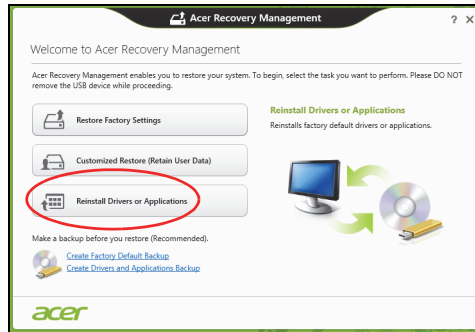 Acer Recovery Management
? ×
Welcome to Acer Recovery Management
Acer Recovery Management enables you to restore your system. To begin, select the task you want to perform. Please DO NOT
remove the USB device while proceeding.
Restore Factory Settings
Customized Restore (Retain User Data)
Reinstall Drivers or Applications
Reinstall Drivers or Applications
Reinstalls factory default drivers or applications.
Make a backup before you restore (Recommended).
Create Factory Default Backup
Create Drivers and Applications Backup
acer